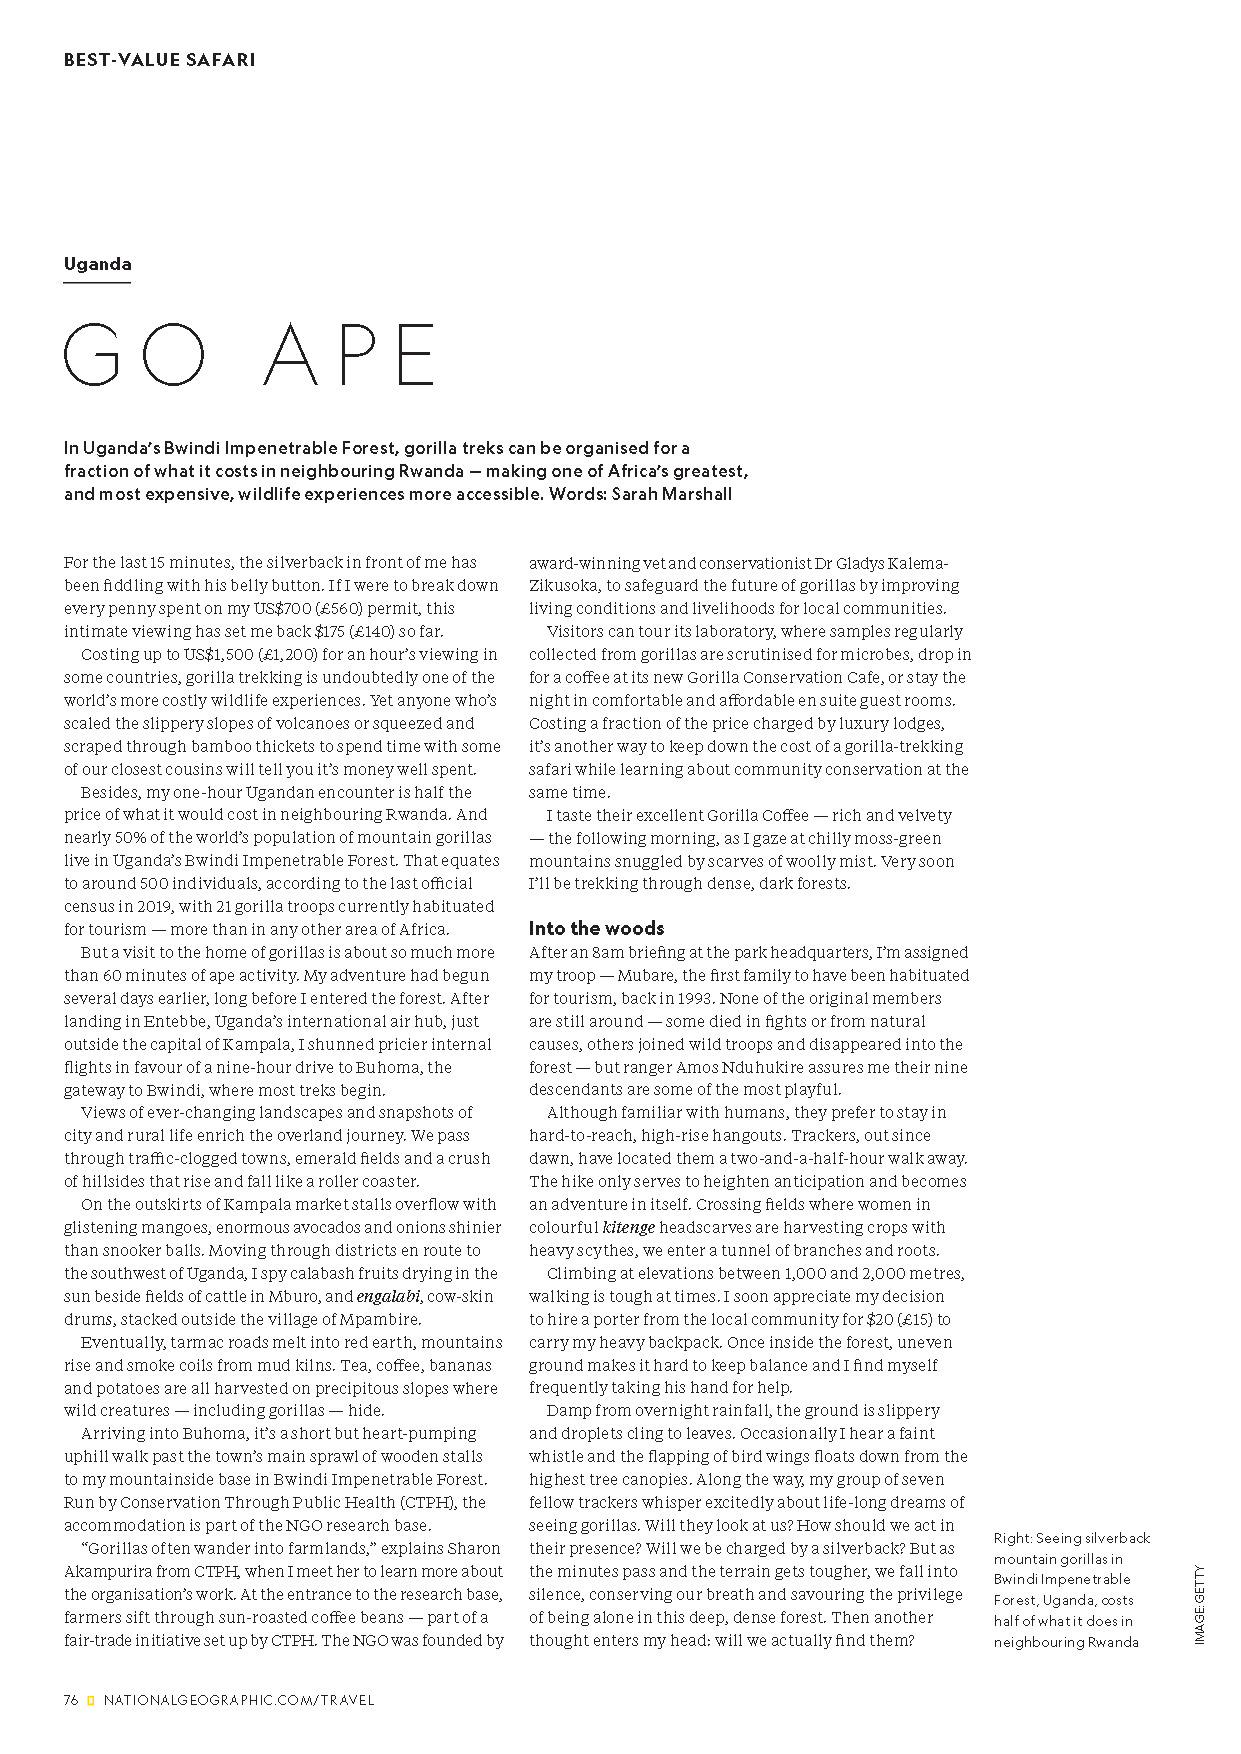 BEST-VALUE SAFARI
Uganda
GO APE
In Uganda's Bwindi Impenetrable Forest, gorilla treks can be organised for a
fraction of what it costs in neighbouring Rwanda — making one of Africa's greatest,
and most expensive, wildlife experiences more accessible. Words: Sarah Marshall
For the last 15 minutes, the silverback in front of me has
been fiddling with his belly button. If I were to break down
every penny spent on my US$700 (£560) permit, this
intimate viewing has set me back $175 (£140) so far.
Costing up to US$1,500 (£1,200) for an hour's viewing in
some countries, gorilla trekking is undoubtedly one of the
world's more costly wildlife experiences. Yet anyone who's
scaled the slippery slopes of volcanoes or squeezed and
scraped through bamboo thickets to spend time with some
of our closest cousins will tell you it's money well spent.
Besides, my one-hour Ugandan encounter is half the
price of what it would cost in neighbouring Rwanda. And
nearly 50% of the world's population of mountain gorillas
live in Uganda's Bwindi Impenetrable Forest. That equates
to around 500 individuals, according to the last official
census in 2019, with 21 gorilla troops currently habituated
for tourism — more than in any other area of Africa.
But a visit to the home of gorillas is about so much more
than 60 minutes of ape activity. My adventure had begun
several days earlier, long before I entered the forest. After
landing in Entebbe, Uganda's international air hub, just
outside the capital of Kampala, I shunned pricier internal
flights in favour of a nine-hour drive to Buhoma, the
gateway to Bwindi, where most treks begin.
Views of ever-changing landscapes and snapshots of
city and rural life enrich the overland journey. We pass
through traffic-clogged towns, emerald fields and a crush
of hillsides that rise and fall like a roller coaster.
On the outskirts of Kampala market stalls overflow with
glistening mangoes, enormous avocados and onions shinier
than snooker balls. Moving through districts en route to
the southwest of Uganda, I spy calabash fruits drying in the
sun beside fields of cattle in Mburo, and engalabi, cow-skin
drums, stacked outside the village of Mpambire.
Eventually, tarmac roads melt into red earth, mountains
rise and smoke coils from mud kilns. Tea, coffee, bananas
and potatoes are all harvested on precipitous slopes where
wild creatures — including gorillas — hide.
Arriving into Buhoma, it's a short but heart-pumping
uphill walk past the town's main sprawl of wooden stalls
to my mountainside base in Bwindi Impenetrable Forest.
Run by Conservation Through Public Health (CTPH), the
accommodation is part of the NGO research base.
“Gorillas often wander into farmlands,” explains Sharon
Akampurira from CTPH, when I meet her to learn more about
the organisation's work. At the entrance to the research base,
farmers sift through sun-roasted coffee beans — part of a
fair-trade initiative set up by CTPH. The NGO was founded by
award-winning vet and conservationist Dr Gladys Kalema-
Zikusoka, to safeguard the future of gorillas by improving
living conditions and livelihoods for local communities.
Visitors can tour its laboratory, where samples regularly
collected from gorillas are scrutinised for microbes, drop in
for a coffee at its new Gorilla Conservation Cafe, or stay the
night in comfortable and affordable en suite guest rooms.
Costing a fraction of the price charged by luxury lodges,
it's another way to keep down the cost of a gorilla-trekking
safari while learning about community conservation at the
same time.
I taste their excellent Gorilla Coffee — rich and velvety
— the following morning, as I gaze at chilly moss-green
mountains snuggled by scarves of woolly mist. Very soon
I'll be trekking through dense, dark forests.
Into the woods
After an 8am briefing at the park headquarters, I'm assigned
my troop — Mubare, the first family to have been habituated
for tourism, back in 1993. None of the original members
are still around — some died in fights or from natural
causes, others joined wild troops and disappeared into the
forest — but ranger Amos Nduhukire assures me their nine
descendants are some of the most playful.
Although familiar with humans, they prefer to stay in
hard-to-reach, high-rise hangouts. Trackers, out since
dawn, have located them a two-and-a-half-hour walk away.
The hike only serves to heighten anticipation and becomes
an adventure in itself. Crossing fields where women in
colourful kitenge headscarves are harvesting crops with
heavy scythes, we enter a tunnel of branches and roots.
Climbing at elevations between 1,000 and 2,000 metres,
walking is tough at times. I soon appreciate my decision
to hire a porter from the local community for $20 (£15) to
carry my heavy backpack. Once inside the forest, uneven
ground makes it hard to keep balance and I find myself
frequently taking his hand for help.
Damp from overnight rainfall, the ground is slippery
and droplets cling to leaves. Occasionally I hear a faint
whistle and the flapping of bird wings floats down from the
highest tree canopies. Along the way, my group of seven
fellow trackers whisper excitedly about life-long dreams of
seeing gorillas. Will they look at us? How should we act in
their presence? Will we be charged by a silverback? But as
the minutes pass and the terrain gets tougher, we fall into
silence, conserving our breath and savouring the privilege
of being alone in this deep, dense forest. Then another
thought enters my head: will we actually find them?
Right: Seeing silverback
mountain gorillas in
Bwindi Impenetrable
Forest, Uganda, costs
half of what it does in
neighbouring Rwanda
IMAGE: GETTY
76 NATIONALGEOGRAPHIC.COM/TRAVEL